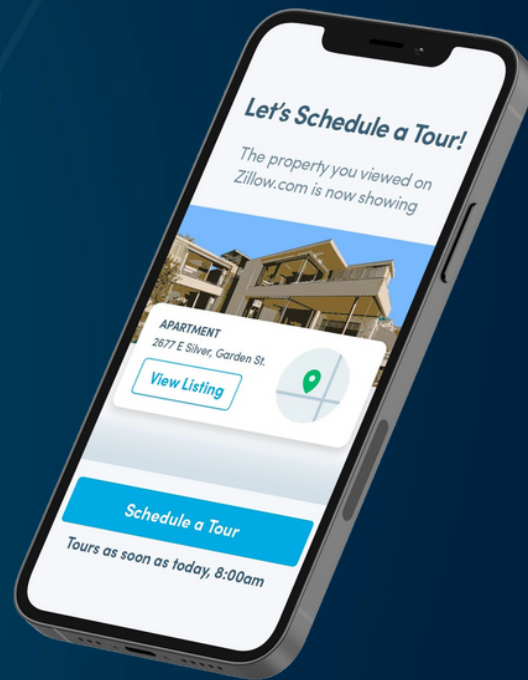 Let's Schedule a Tour!
The property you viewed on
Zillow.com is now showing
APARTMENT
2677 E Silver, Garden St.
View Listing
Schedule a Tour
Tours as soon as today, 8:00am